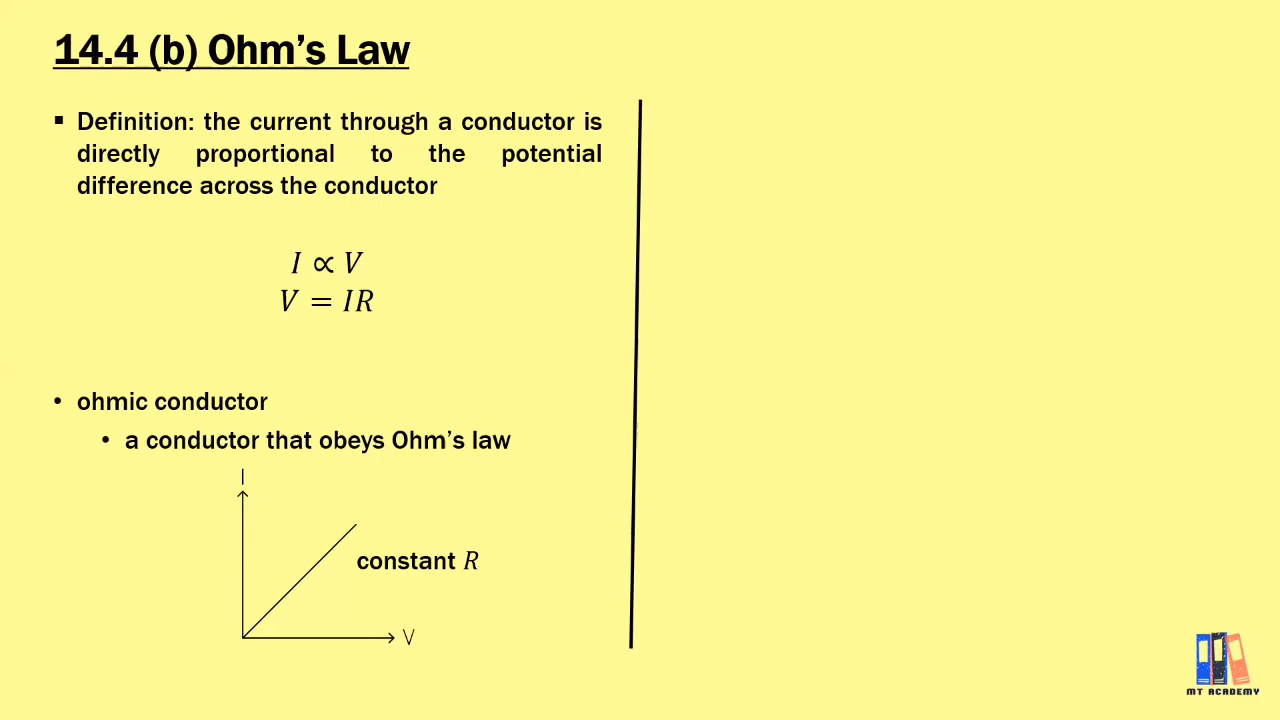 14.4 (b) Ohm’s Law
▪ Definition: the current through a conductor is
directly proportional to the potential
difference across the conductor
I ∝ V
V = IR
• ohmic conductor
• a conductor that obeys Ohm’s law
I
constant R
V
MT ACADEMY